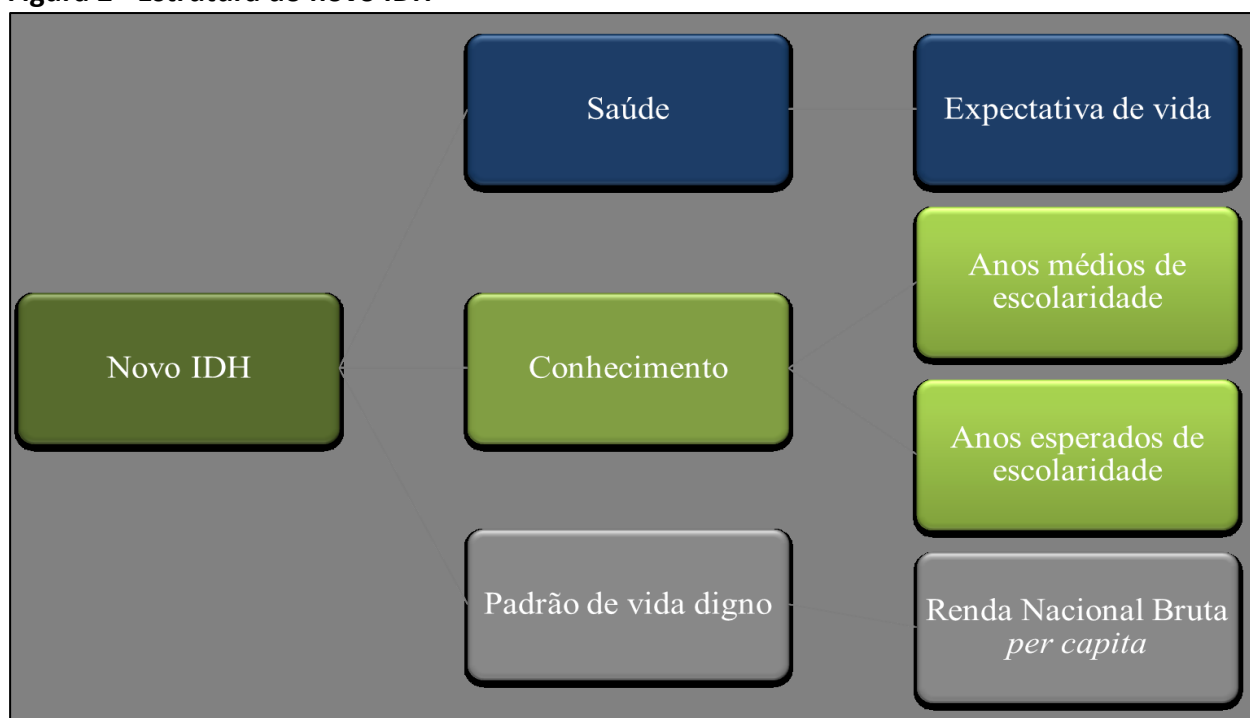 Figura - Estrutura do novo IDH
Saúde
Expectativa de vida
Novo IDH
Conhecimento
Anos médios de
escolaridade
Anos esperados de
escolaridade
Padrão de vida digno
Renda Nacional Bruta
per capita